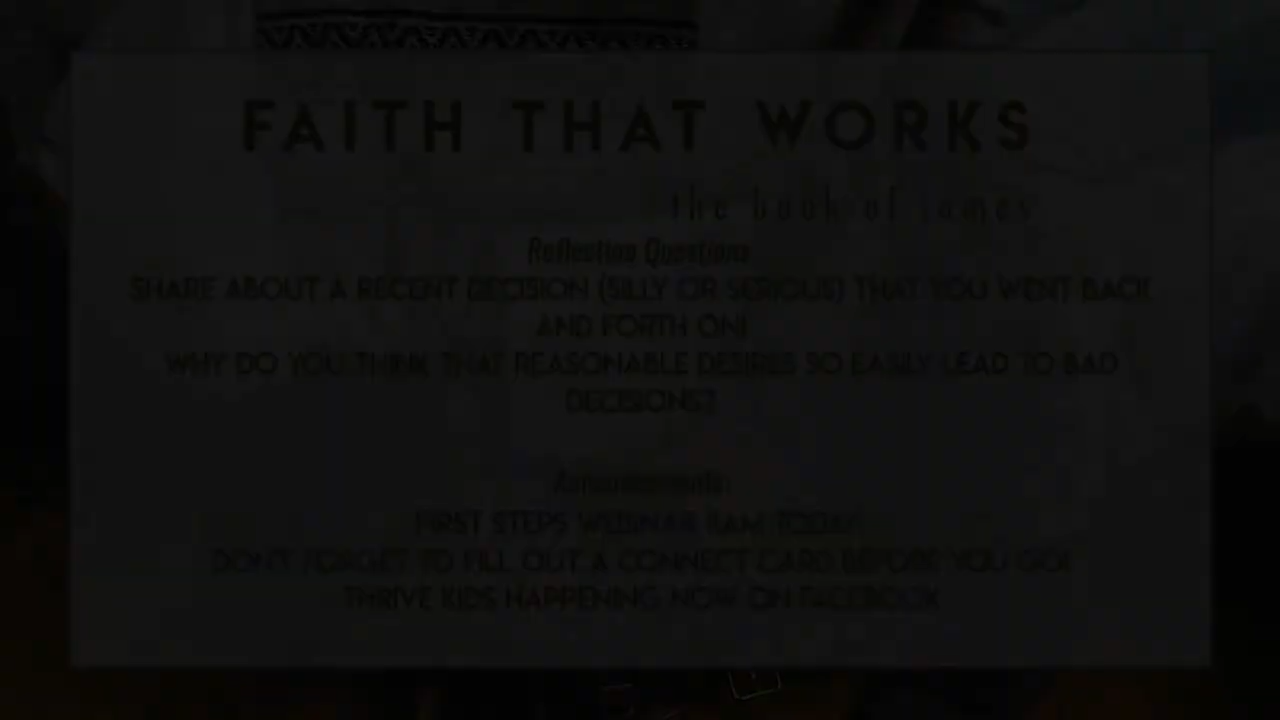 FAITH THAT WORKS
the book of james
Reflection Questions
SHARE ABOUT A RECENT DECISION (SILLY OR SERIOUS) THAT YOU WENT BACK
AND FORTH ON!
WHY DO YOU THINK THAT REASONABLE DESIRES SO EASILY LEAD TO BAD
DECISIONS?
Announcements:
FIRST STEPS WEBINAR TODAY
DON'T FORGET TO FILL OUT A CONNECT CARD BEFORE YOU GO!
THRIVE KIDS HAPPENING NOW ON FACEBOOK